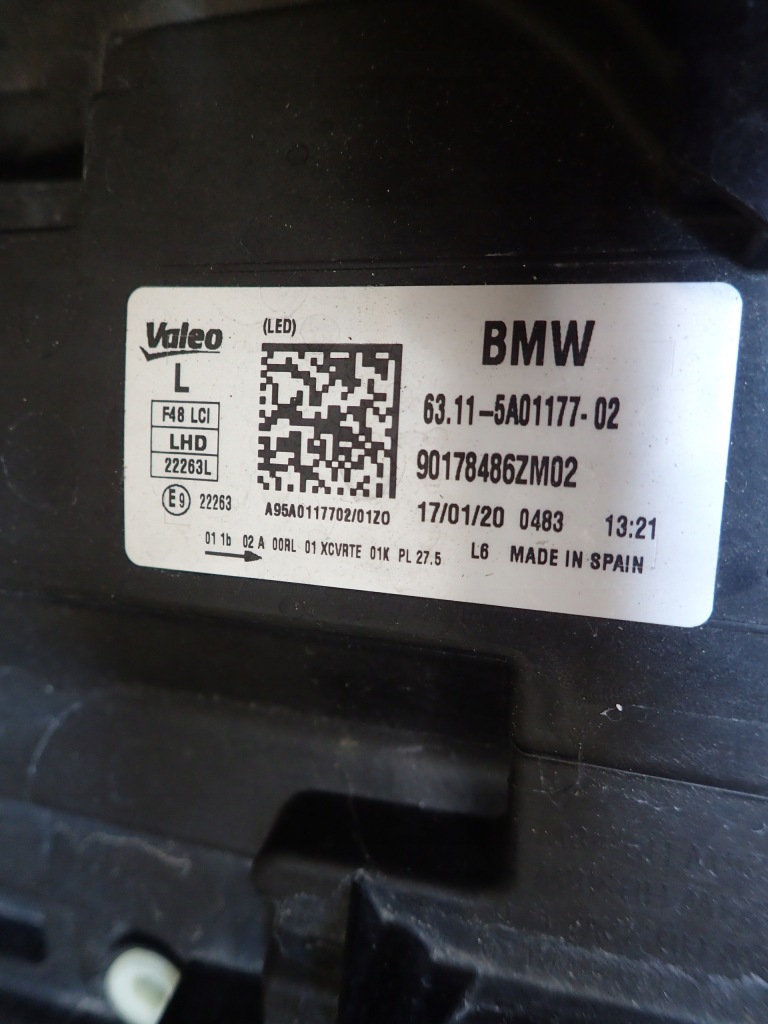 Valeo
(LED)
BMW
L
63.11-5A01177-02
F48 LCI
LHD
22263L
90178486ZM02
E9 22263
A95A0117702/01Z0
17/01/20 0483 13:21
01 1b 02 A 00RL 01 XCVRTE 01K PL 27.5 L6 MADE IN SPAIN